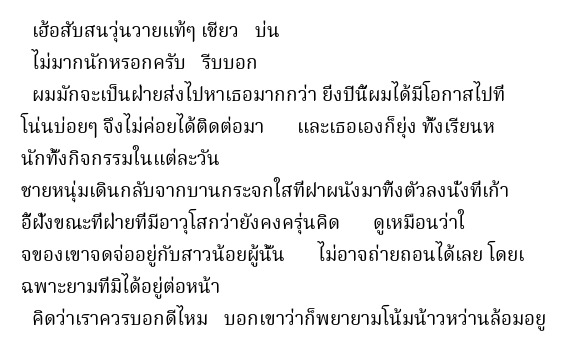 เฮ้อสับสนวุ่นวายแท้ๆ เชียว บ่น
ไม่มากนักหรอกครับ รีบบอก
ผมมักจะเป็นฝ่ายส่งไปหาเธอมากกว่า ยิ่งปีนี้ผมได้มีโอกาสไปที่
โน่นบ่อยๆ จึงไม่ค่อยได้ติดต่อมา และเธอเองก็ยุ่ง ทั้งเรียนห
นักทั้งกิจกรรมในแต่ละวัน
ชายหนุ่มเดินกลับจากบานกระจกใสที่ฝาผนังมาทิ้งตัวลงนั่งที่เก้า
อี้ฝั่งขณะที่ฝ่ายที่มีอาวุโสกว่ายังคงครุ่นคิด ดูเหมือนว่าใ
จของเขาจดจ่ออยู่กับสาวน้อยผู้นั้น ไม่อาจถ่ายถอนได้เลย โดยเ
ฉพาะยามที่มิได้อยู่ต่อหน้า
คิดว่าเราควรบอกดีไหม บอกเขาว่าก็พยายามโน้มน้าวหว่านล้อมอยู่